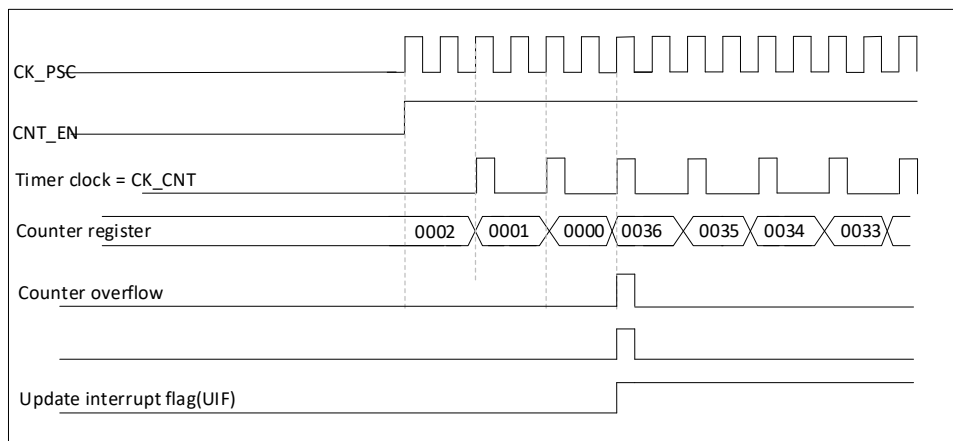 CK_PSC
CNT_EN
Timer clock = CK_CNT
Counter register
0002 0001 0000 0036 0035 0034 0033
Counter overflow
Update interrupt flag(UIF)